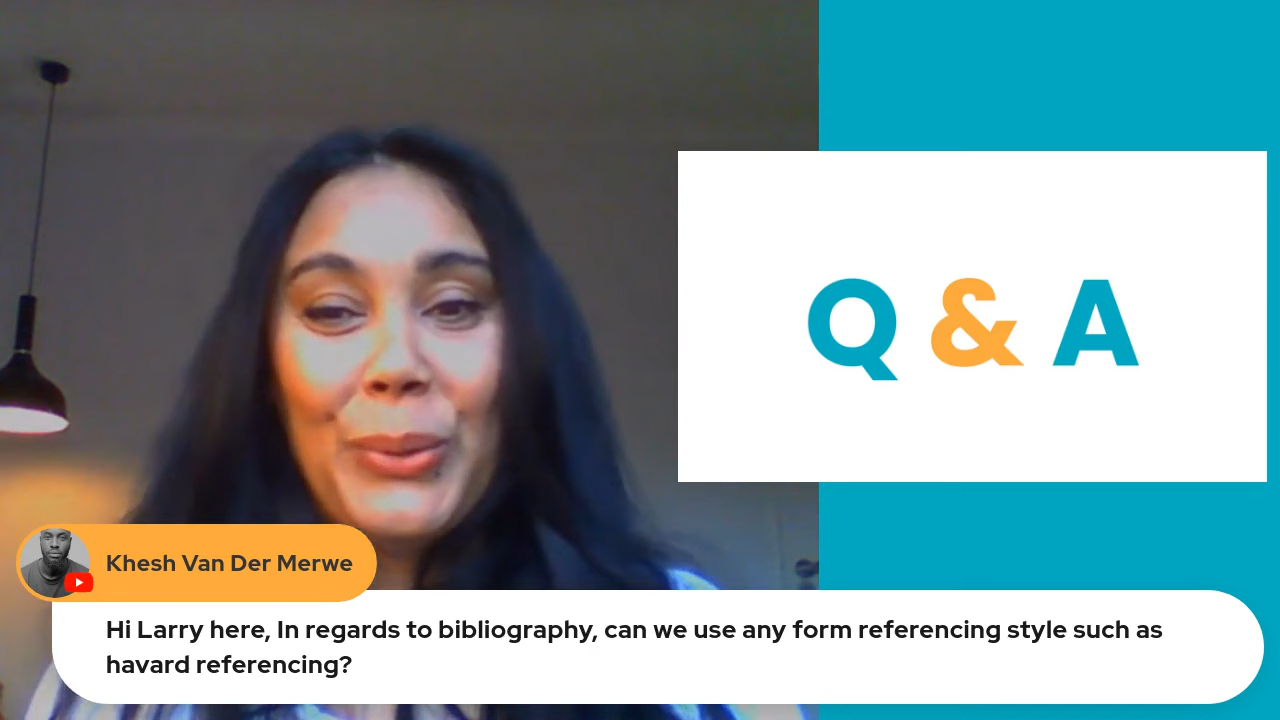 Q & A
Khesh Van Der Merwe
Hi Larry here, In regards to bibliography, can we use any form referencing style such as
havard referencing?